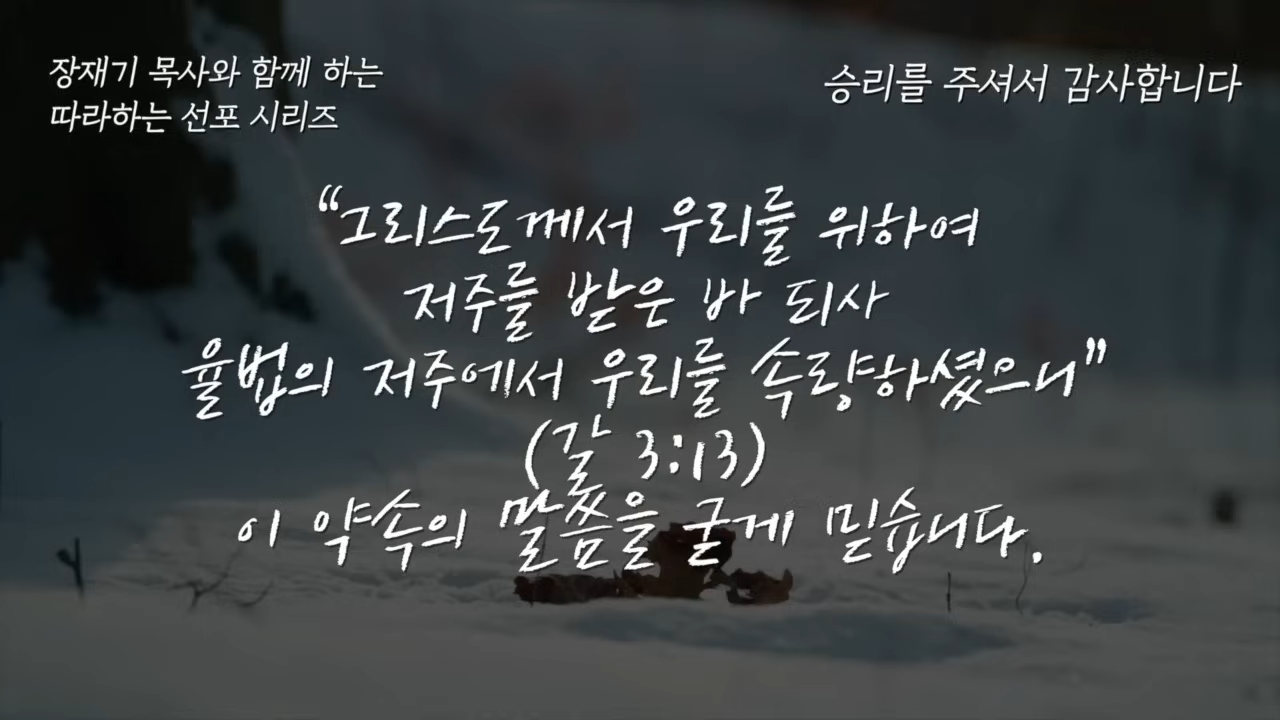 장재기 목사와 함께 하는
따라하는 선포 시리즈
승리를 주셔서 감사합니다
“그리스도께서 우리를 위하여
저주를 받은 바 되사
율법의 저주에서 우리를 속량하셨으니”
(갈 3:13)
이 약속의 말씀을 굳게 믿습니다.